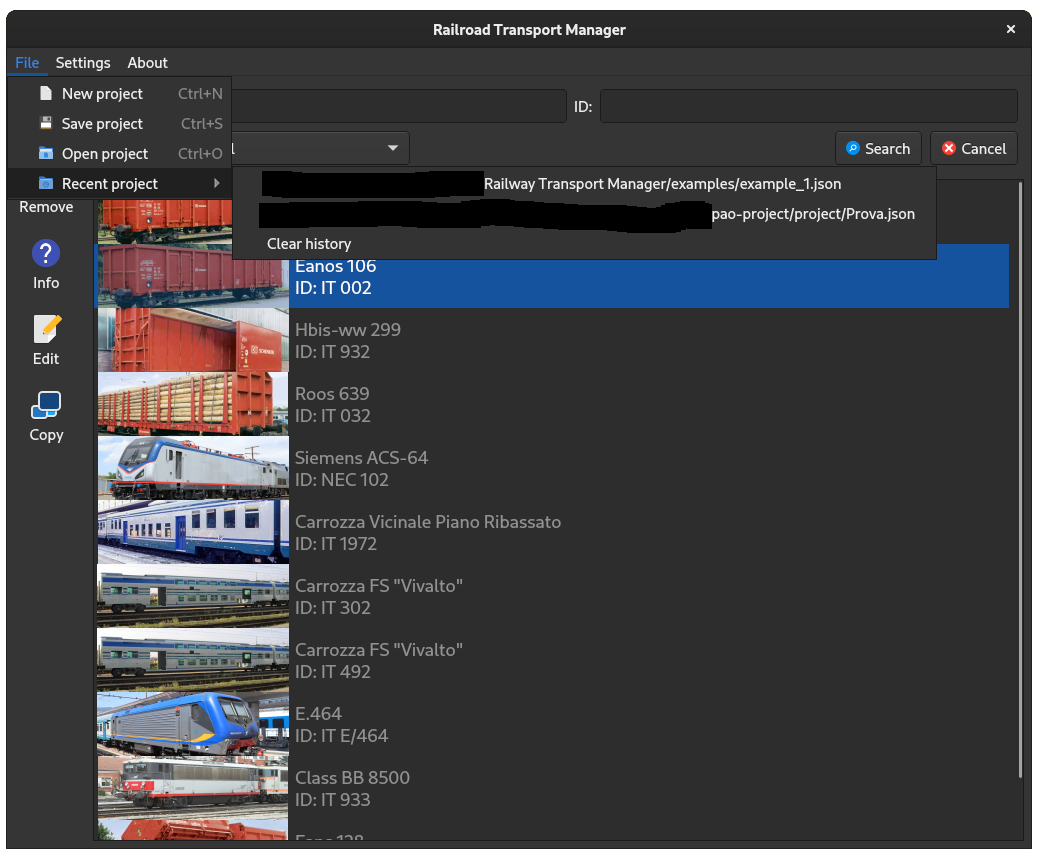 Railroad Transport Manager
File Settings About
New project Ctrl+N
Save project Ctrl+S
Open project Ctrl+O
Recent project
ID:
Search Cancel
Railway Transport Manager/examples/example_1.json
pao-project/project/Prova.json
Clear history
Remove
Info
Edit
Copy
Eanos 106
ID: IT 002
Hbis-ww 299
ID: IT 932
Roos 639
ID: IT 032
Siemens ACS-64
ID: NEC 102
Carrozza Vicinale Piano Ribassato
ID: IT 1972
Carrozza FS "Vivalto"
ID: IT 302
Carrozza FS "Vivalto"
ID: IT 492
E.464
ID: IT E/464
Class BB 8500
ID: IT 933